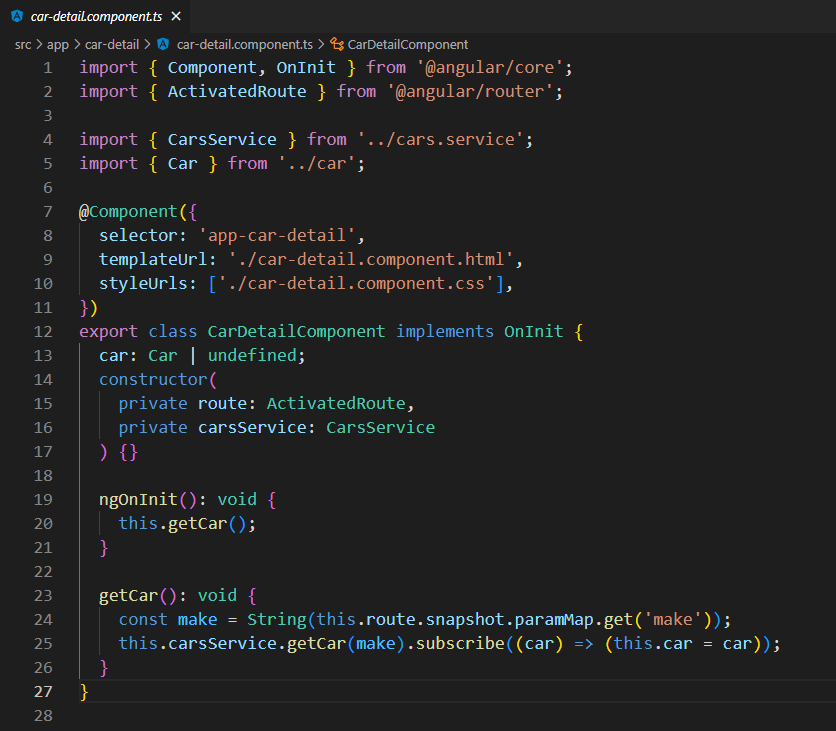 car-detail.component.ts ×
src > app > car-detail > car-detail.component.ts > CarDetailComponent
1 import { Component, OnInit } from '@angular/core';
2 import { ActivatedRoute } from '@angular/router';
3
4 import { CarsService } from '../cars.service';
5 import { Car } from '../car';
6
7 @Component({
8   selector: 'app-car-detail',
9   templateUrl: './car-detail.component.html',
10   styleUrls: ['./car-detail.component.css'],
11 })
12 export class CarDetailComponent implements OnInit {
13   car: Car | undefined;
14   constructor(
15     private route: ActivatedRoute,
16     private carsService: CarsService
17   ) {}
18
19   ngOnInit(): void {
20     this.getCar();
21   }
22
23   getCar(): void {
24     const make = String(this.route.snapshot.paramMap.get('make'));
25     this.carsService.getCar(make).subscribe((car) => (this.car = car));
26   }
27 }
28